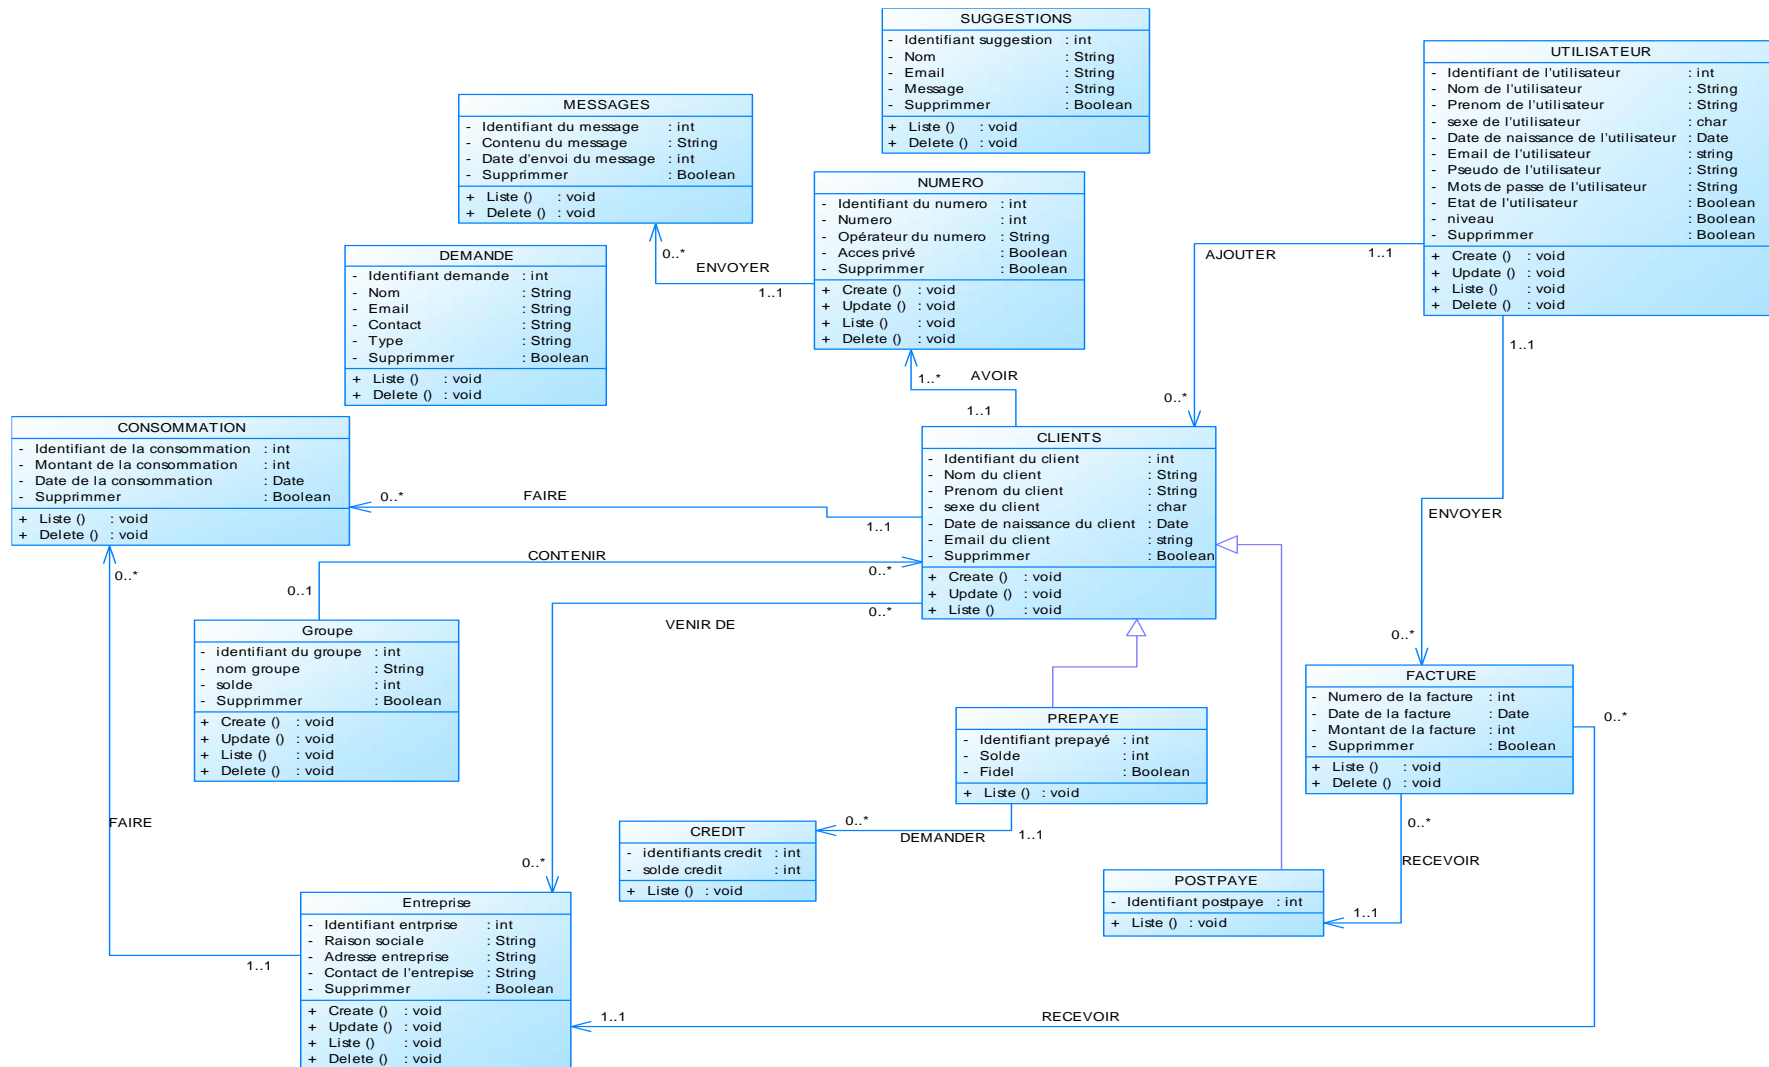 SUGGESTIONS
- Identifiant suggestion : int
- Nom : String
- Email : String
- Message : String
- Supprimmer : Boolean
+ Liste () : void
+ Delete () : void
UTILISATEUR
- Identifiant de l'utilisateur : int
- Nom de l'utilisateur : String
- Prenom de l'utilisateur : String
- sexe de l'utilisateur : char
- Date de naissance de l'utilisateur : Date
- Email de l'utilisateur : string
- Pseudo de l'utilisateur : String
- Mots de passe de l'utilisateur : String
- Etat de l'utilisateur : Boolean
- niveau : Boolean
- Supprimmer : Boolean
+ Create () : void
+ Update () : void
+ Liste () : void
+ Delete () : void
MESSAGES
- Identifiant du message : int
- Contenu du message : String
- Date d'envoi du message : int
- Supprimmer : Boolean
+ Liste () : void
+ Delete () : void
NUMERO
- Identifiant du numero : int
- Numero : int
- Opérateur du numero : String
- Acces privé : Boolean
- Supprimmer : Boolean
+ Create () : void
+ Update () : void
+ Liste () : void
+ Delete () : void
0..*
ENVOYER
1..1
DEMANDE
- Identifiant demande : int
- Nom : String
- Email : String
- Contact : String
- Type : String
- Supprimmer : Boolean
+ Liste () : void
+ Delete () : void
AJOUTER
1..1
0..*
1..*
AVOIR
1..1
1..1
ENVOYER
0..*
CONSOMMATION
- Identifiant de la consommation : int
- Montant de la consommation : int
- Date de la consommation : Date
- Supprimmer : Boolean
+ Liste () : void
+ Delete () : void
CLIENTS
- Identifiant du client : int
- Nom du client : String
- Prenom du client : String
- sexe du client : char
- Date de naissance du client : Date
- Email du client : string
- Supprimmer : Boolean
+ Create () : void
+ Update () : void
+ Liste () : void
0..*
FAIRE
1..1
CONTENIR
0..*
0..1
0..*
VENIR DE
0..*
0..*
FAIRE
1..1
Groupe
- identifiant du groupe : int
- nom groupe : String
- solde : int
- Supprimmer : Boolean
+ Create () : void
+ Update () : void
+ Liste () : void
+ Delete () : void
FACTURE
- Numero de la facture : int
- Date de la facture : Date
- Montant de la facture : int
- Supprimmer : Boolean
+ Liste () : void
+ Delete () : void
0..*
PREPAYE
- Identifiant prepayé : int
- Solde : int
- Fidel : Boolean
+ Liste () : void
0..*
DEMANDER
1..1
CREDIT
- identifiants credit : int
- solde credit : int
+ Liste () : void
0..*
RECEVOIR
1..1
POSTPAYE
- Identifiant postpaye : int
+ Liste () : void
Entreprise
- Identifiant entrprise : int
- Raison sociale : String
- Adresse entreprise : String
- Contact de l'entrepise : String
- Supprimmer : Boolean
+ Create () : void
+ Update () : void
+ Liste () : void
+ Delete () : void
1..1
RECEVOIR